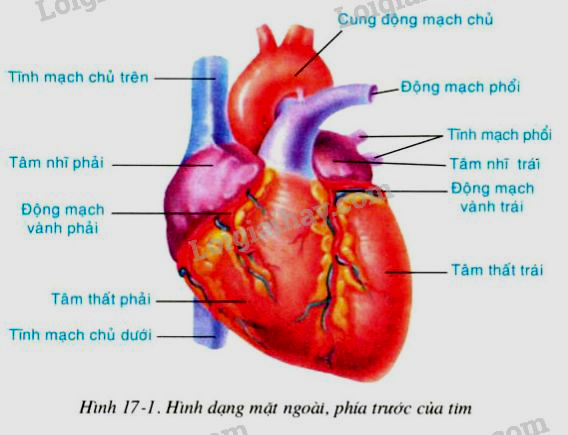 Cung động mạch chủ
Tĩnh mạch chủ trên
Động mạch phổi
Tĩnh mạch phổi
Tâm nhĩ phải
Tâm nhĩ trái
Động mạch
vành trái
Động mạch
vành phải
Tâm thất trái
Tâm thất phải
Tĩnh mạch chủ dưới
Hình 17-1. Hình dạng mặt ngoài, phía trước của tim
Loigiaihay.com